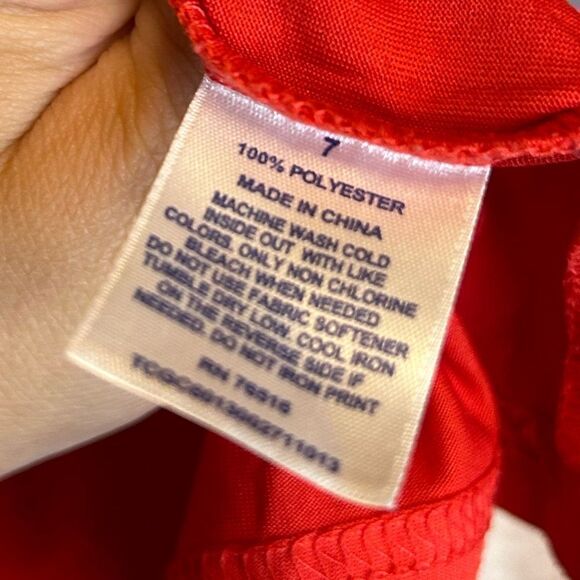 7
100% POLYESTER
MADE IN CHINA
MACHINE WASH COLD
INSIDE OUT WITH LIKE
COLORS. ONLY NON CHLORINE
BLEACH WHEN NEEDED
DO NOT USE FABRIC SOFTENER
TUMBLE DRY LOW. COOL IRON
ON THE REVERSE SIDE IF
NEEDED. DO NOT IRON PRINT
RN 76516